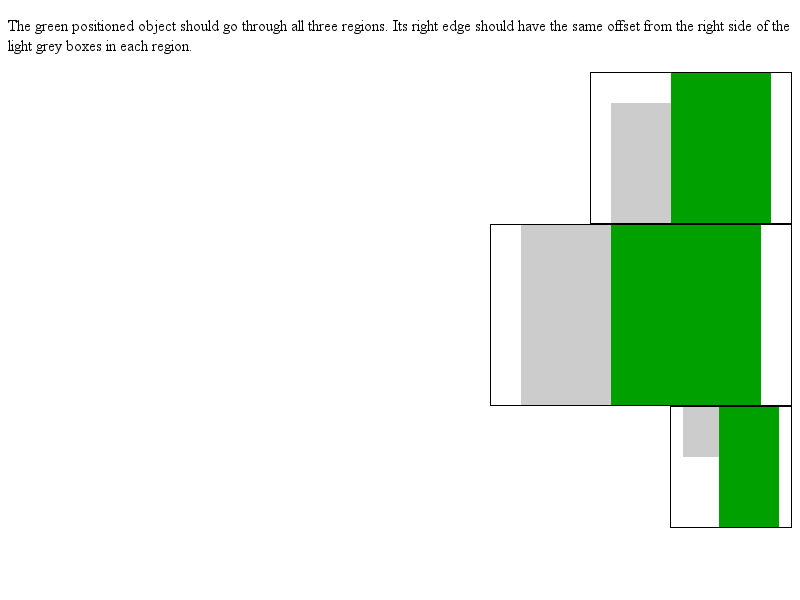 The green positioned object should go through all three regions. Its right edge should have the same offset from the right side of the
light grey boxes in each region.